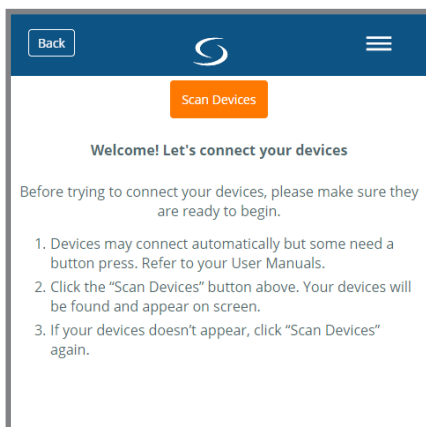 Back
Scan Devices
Welcome! Let's connect your devices
Before trying to connect your devices, please make sure they
are ready to begin.
1. Devices may connect automatically but some need a
button press. Refer to your User Manuals.
2. Click the “Scan Devices” button above. Your devices will
be found and appear on screen.
3. If your devices doesn’t appear, click “Scan Devices”
again.